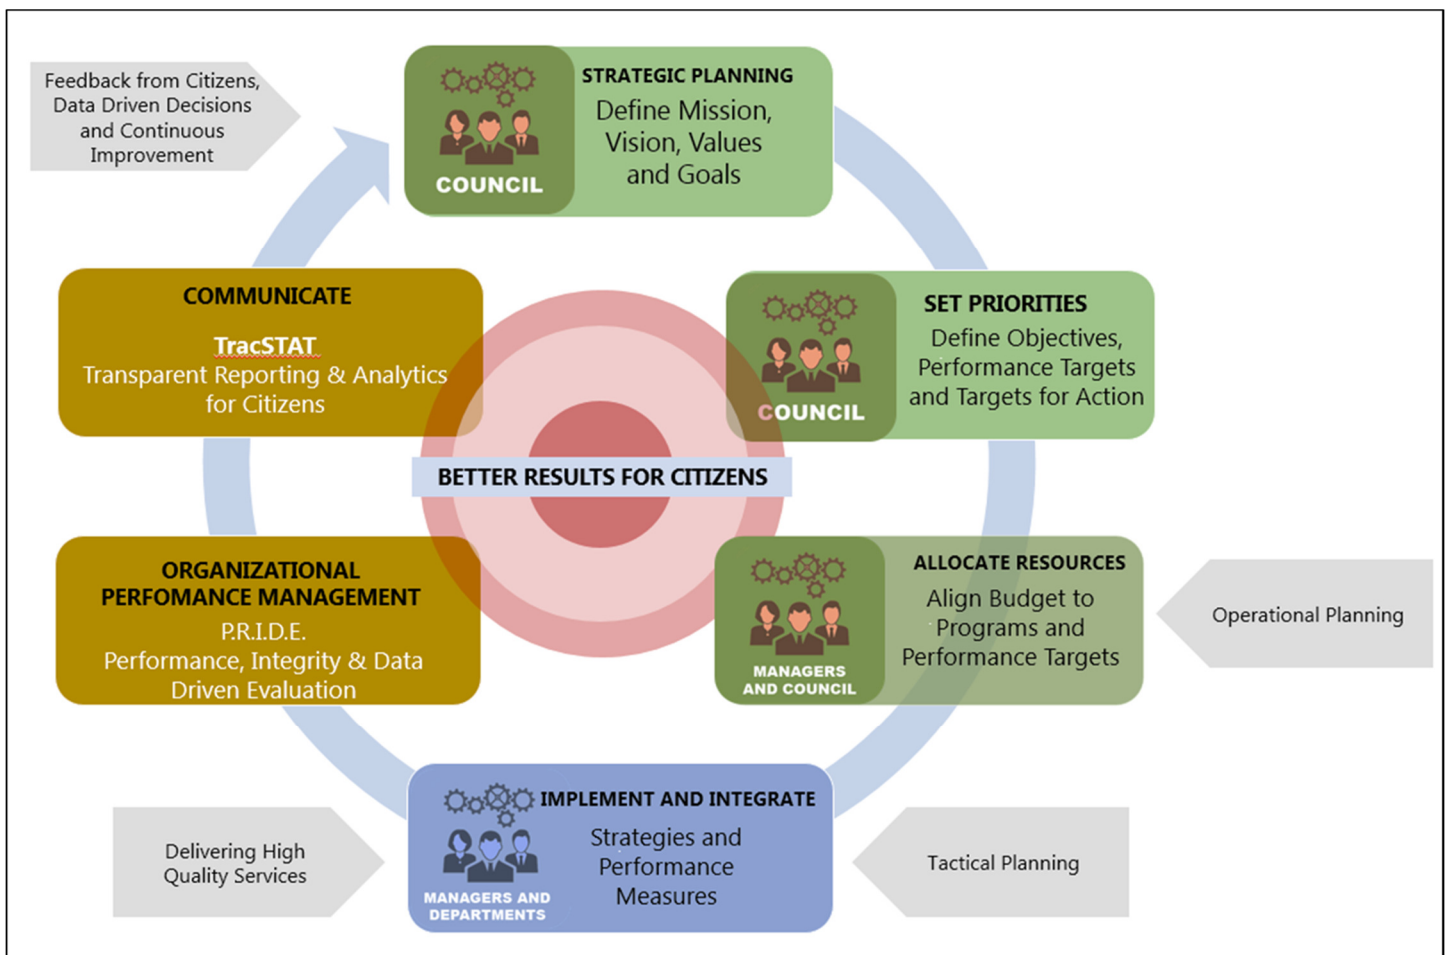 Feedback from Citizens,
Data Driven Decisions
and Continuous
Improvement
COUNCIL
STRATEGIC PLANNING
Define Mission,
Vision, Values
and Goals
COUNCIL
SET PRIORITIES
Define Objectives,
Performance Targets
and Targets for Action
MANAGERS
AND COUNCIL
ALLOCATE RESOURCES
Align Budget to
Programs and
Performance Targets
Operational Planning
MANAGERS AND
DEPARTMENTS
IMPLEMENT AND INTEGRATE
Strategies and
Performance
Measures
Tactical Planning
Delivering High
Quality Services
ORGANIZATIONAL
PERFOMANCE MANAGEMENT
P.R.I.D.E.
Performance, Integrity & Data
Driven Evaluation
COMMUNICATE
TracSTAT
Transparent Reporting & Analytics
for Citizens
BETTER RESULTS FOR CITIZENS